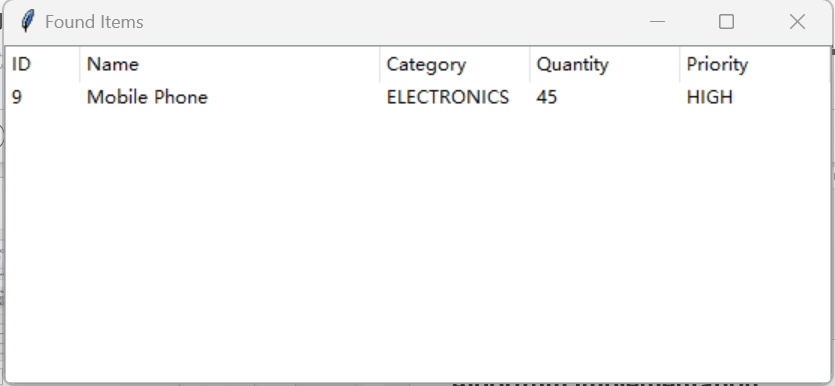 Found Items
ID Name Category Quantity Priority
9 Mobile Phone ELECTRONICS 45 HIGH